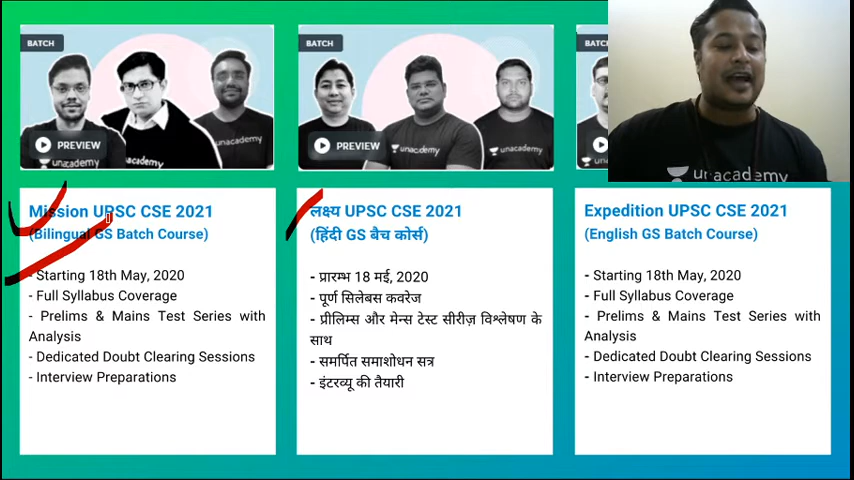 BATCH
BATCH
BATCH
PREVIEW
PREVIEW
unacademy
unacademy
unacademy
unacademy
unacademy
unacademy
Mission UPSC CSE 2021
(Bilingual GS Batch Course)
- Starting 18th May, 2020
- Full Syllabus Coverage
- Prelims & Mains Test Series with
Analysis
- Dedicated Doubt Clearing Sessions
- Interview Preparations
लक्ष्य UPSC CSE 2021
(हिंदी GS बैच कोर्स)
- प्रारम्भ 18 मई, 2020
- पूर्ण सिलेबस कवरेज
- प्रीलिम्स और मेन्स टेस्ट सीरीज़ विश्लेषण के
साथ
- समर्पित समाशोधन सत्र
- इंटरव्यू की तैयारी
Expedition UPSC CSE 2021
(English GS Batch Course)
- Starting 18th May, 2020
- Full Syllabus Coverage
- Prelims & Mains Test Series with
Analysis
- Dedicated Doubt Clearing Sessions
- Interview Preparations